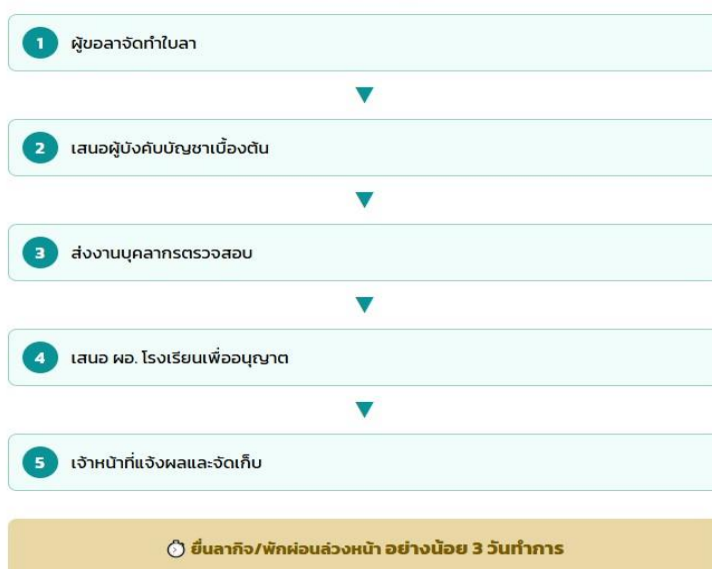 1 ผู้ขอลาจัดทำใบลา
2 เสนอผู้บังคับบัญชาเบื้องต้น
3 ส่งงานบุคลากรตรวจสอบ
4 เสนอ ผอ. โรงเรียนเพื่ออนุญาต
5 เจ้าหน้าที่แจ้งผลและจัดเก็บ
ยื่นลากิจ/พักผ่อนล่วงหน้า อย่างน้อย 3 วันทำการ